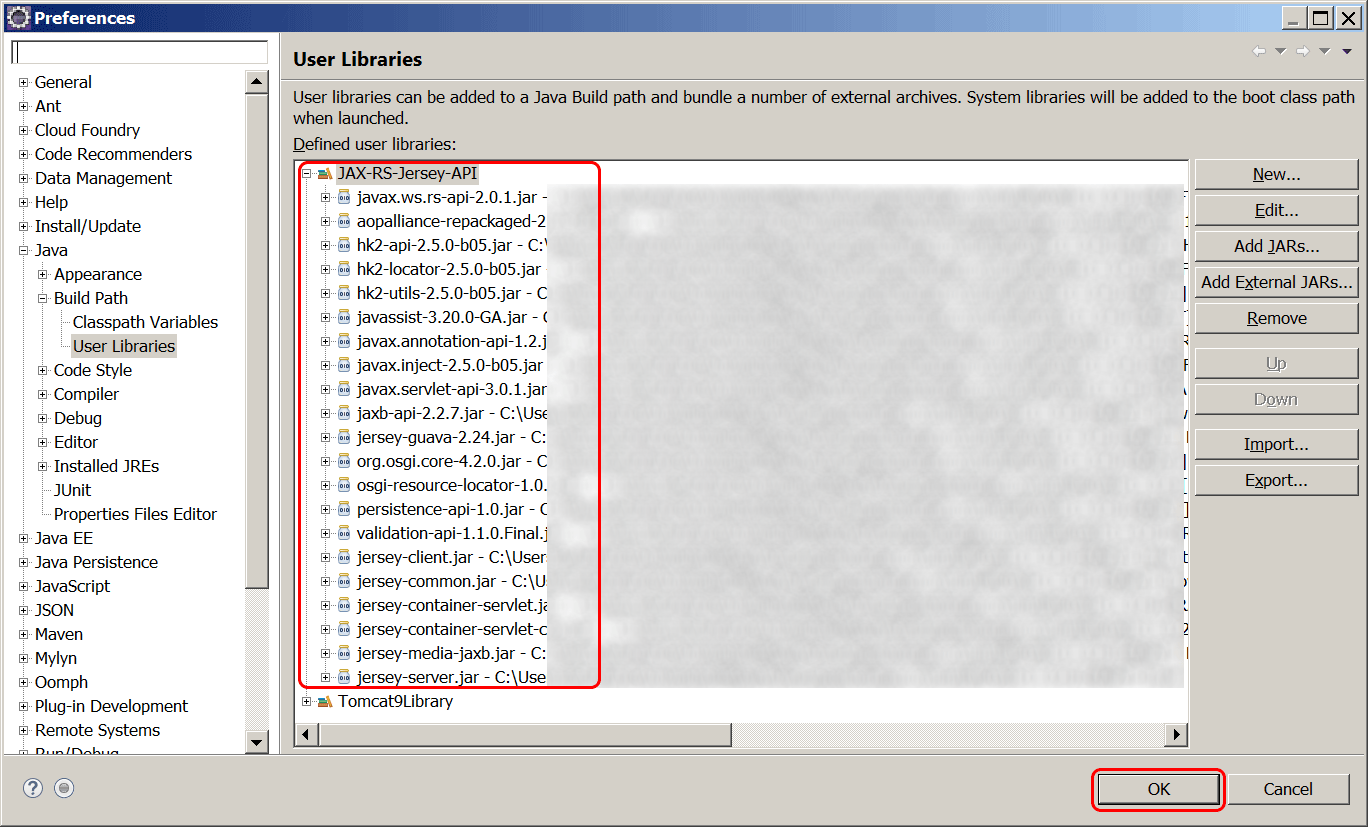 Preferences
General
Ant
Cloud Foundry
Code Recommenders
Data Management
Help
Install/Update
Java
Appearance
Build Path
Classpath Variables
User Libraries
Code Style
Compiler
Debug
Editor
Installed JREs
JUnit
Properties Files Editor
Java EE
Java Persistence
JavaScript
JSON
Maven
Mylyn
Oomph
Plug-in Development
Remote Systems
Run/Debug
User Libraries
User libraries can be added to a Java Build path and bundle a number of external archives. System libraries will be added to the boot class path
when launched.
Defined user libraries:
JAX-RS-Jersey-API
javax.ws.rs-api-2.0.1.jar -
aopalliance-repackaged-2
hk2-api-2.5.0-b05.jar - C:\
hk2-locator-2.5.0-b05.jar
hk2-utils-2.5.0-b05.jar - C
javassist-3.20.0-GA.jar - C
javax.annotation-api-1.2.j
javax.inject-2.5.0-b05.jar
javax.servlet-api-3.0.1.jar
jaxb-api-2.2.7.jar - C:\Use
jersey-guava-2.24.jar - C:
org.osgi.core-4.2.0.jar - C
osgi-resource-locator-1.0.
persistence-api-1.0.jar - C
validation-api-1.1.0.Final.j
jersey-client.jar - C:\User
jersey-common.jar - C:\U
jersey-container-servlet.ja
jersey-container-servlet-c
jersey-media-jaxb.jar - C:
jersey-server.jar - C:\Use
Tomcat9Library
New...
Edit...
Add JARs...
Add External JARs...
Remove
Up
Down
Import...
Export...
OK
Cancel